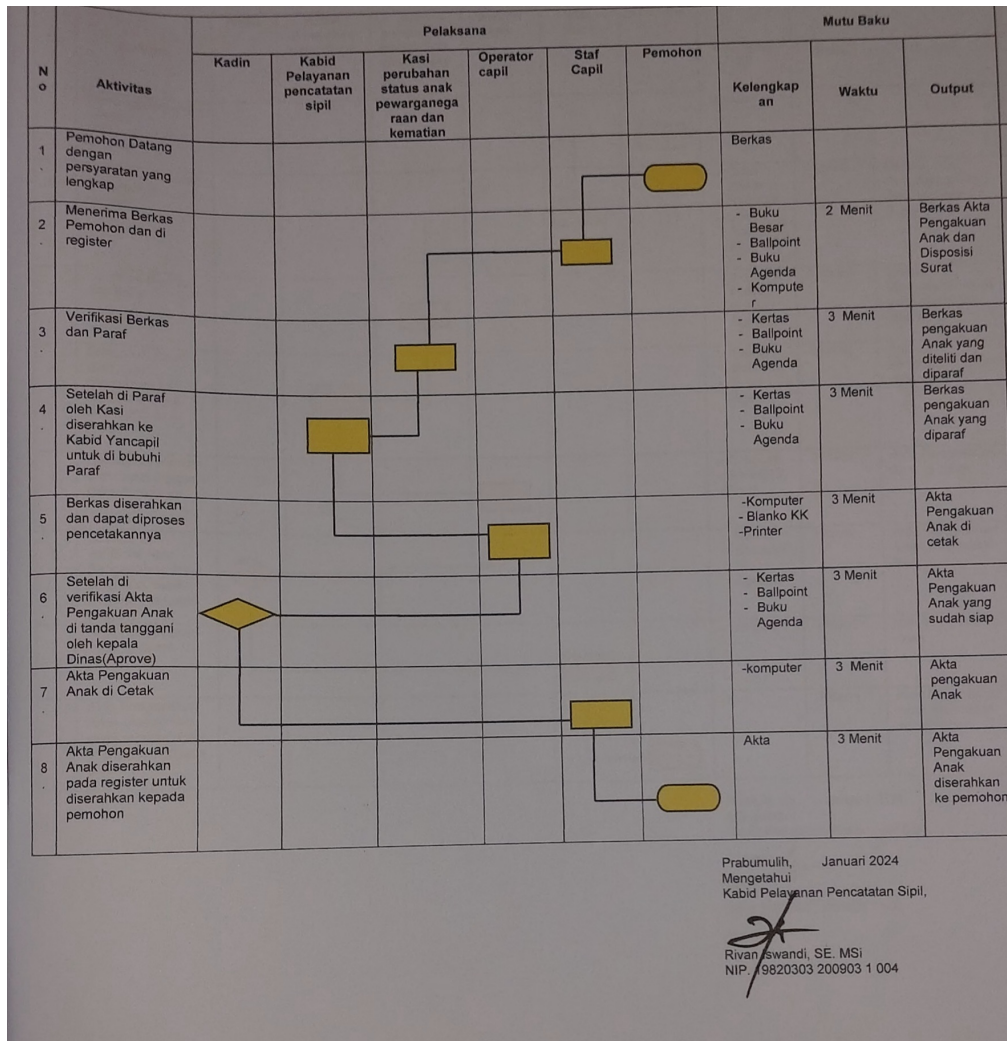 Pelaksana
Mutu Baku
N
o
Aktivitas
Kadin
Kabid
Pelayanan
pencatatan
sipil
Kasi
perubahan
status anak
pewarganega
raan dan
kematian
Operator
capil
Staf
Capil
Pemohon
Kelengkap
an
Waktu
Output
1
.
Pemohon Datang
dengan
persyaratan yang
lengkap
Berkas
2
.
Menerima Berkas
Pemohon dan di
register
- Buku
Besar
- Ballpoint
- Buku
Agenda
- Kompute
r
2 Menit
Berkas Akta
Pengakuan
Anak dan
Disposisi
Surat
3
.
Verifikasi Berkas
dan Paraf
- Kertas
- Ballpoint
- Buku
Agenda
3 Menit
Berkas
pengakuan
Anak yang
diteliti dan
diparaf
4
.
Setelah di Paraf
oleh Kasi
diserahkan ke
Kabid Yancapil
untuk di bubuhi
Paraf
- Kertas
- Ballpoint
- Buku
Agenda
3 Menit
Berkas
pengakuan
Anak yang
diparaf
5
.
Berkas diserahkan
dan dapat diproses
pencetakannya
-Komputer
- Blanko KK
-Printer
3 Menit
Akta
Pengakuan
Anak di
cetak
6
.
Setelah di
verifikasi Akta
Pengakuan Anak
di tanda tanggani
oleh kepala
Dinas(Aprove)
- Kertas
- Ballpoint
- Buku
Agenda
3 Menit
Akta
Pengakuan
Anak yang
sudah siap
7
.
Akta Pengakuan
Anak di Cetak
-komputer
3 Menit
Akta
pengakuan
Anak
8
.
Akta Pengakuan
Anak diserahkan
pada register untuk
diserahkan kepada
pemohon
Akta
3 Menit
Akta
Pengakuan
Anak
diserahkan
ke pemohon
Prabumulih, Januari 2024
Mengetahui
Kabid Pelayanan Pencatatan Sipil,
Rivan Iswandi, SE. MSi
NIP. 19820303 200903 1 004